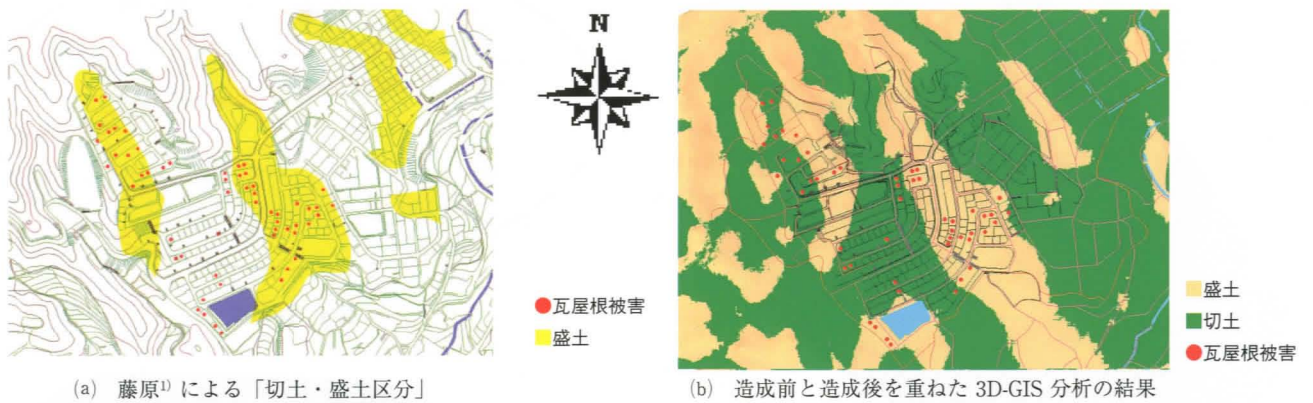 N
瓦屋根被害
盛土
盛土
切土
瓦屋根被害
(a) 藤原1) による「切土・盛土区分」
(b) 造成前と造成後を重ねた 3D-GIS 分析の結果